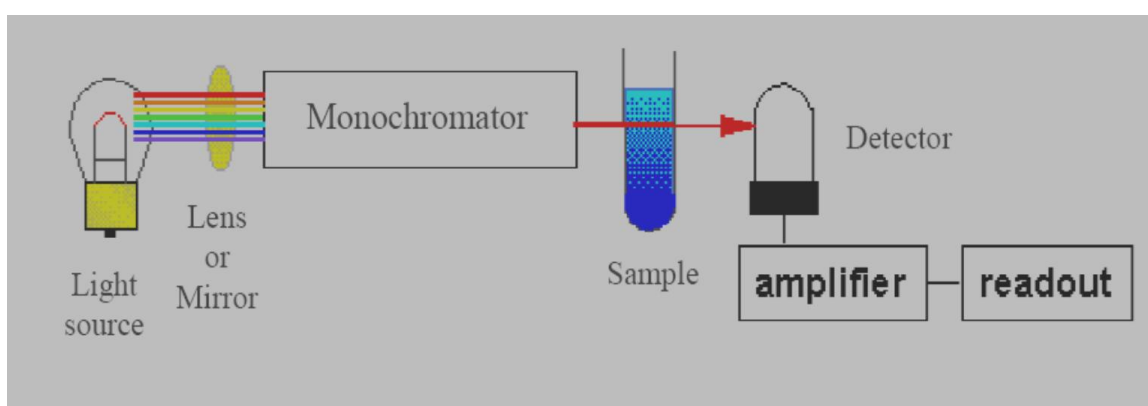 Light
source
Lens
or
Mirror
Monochromator
Sample
Detector
amplifier
readout